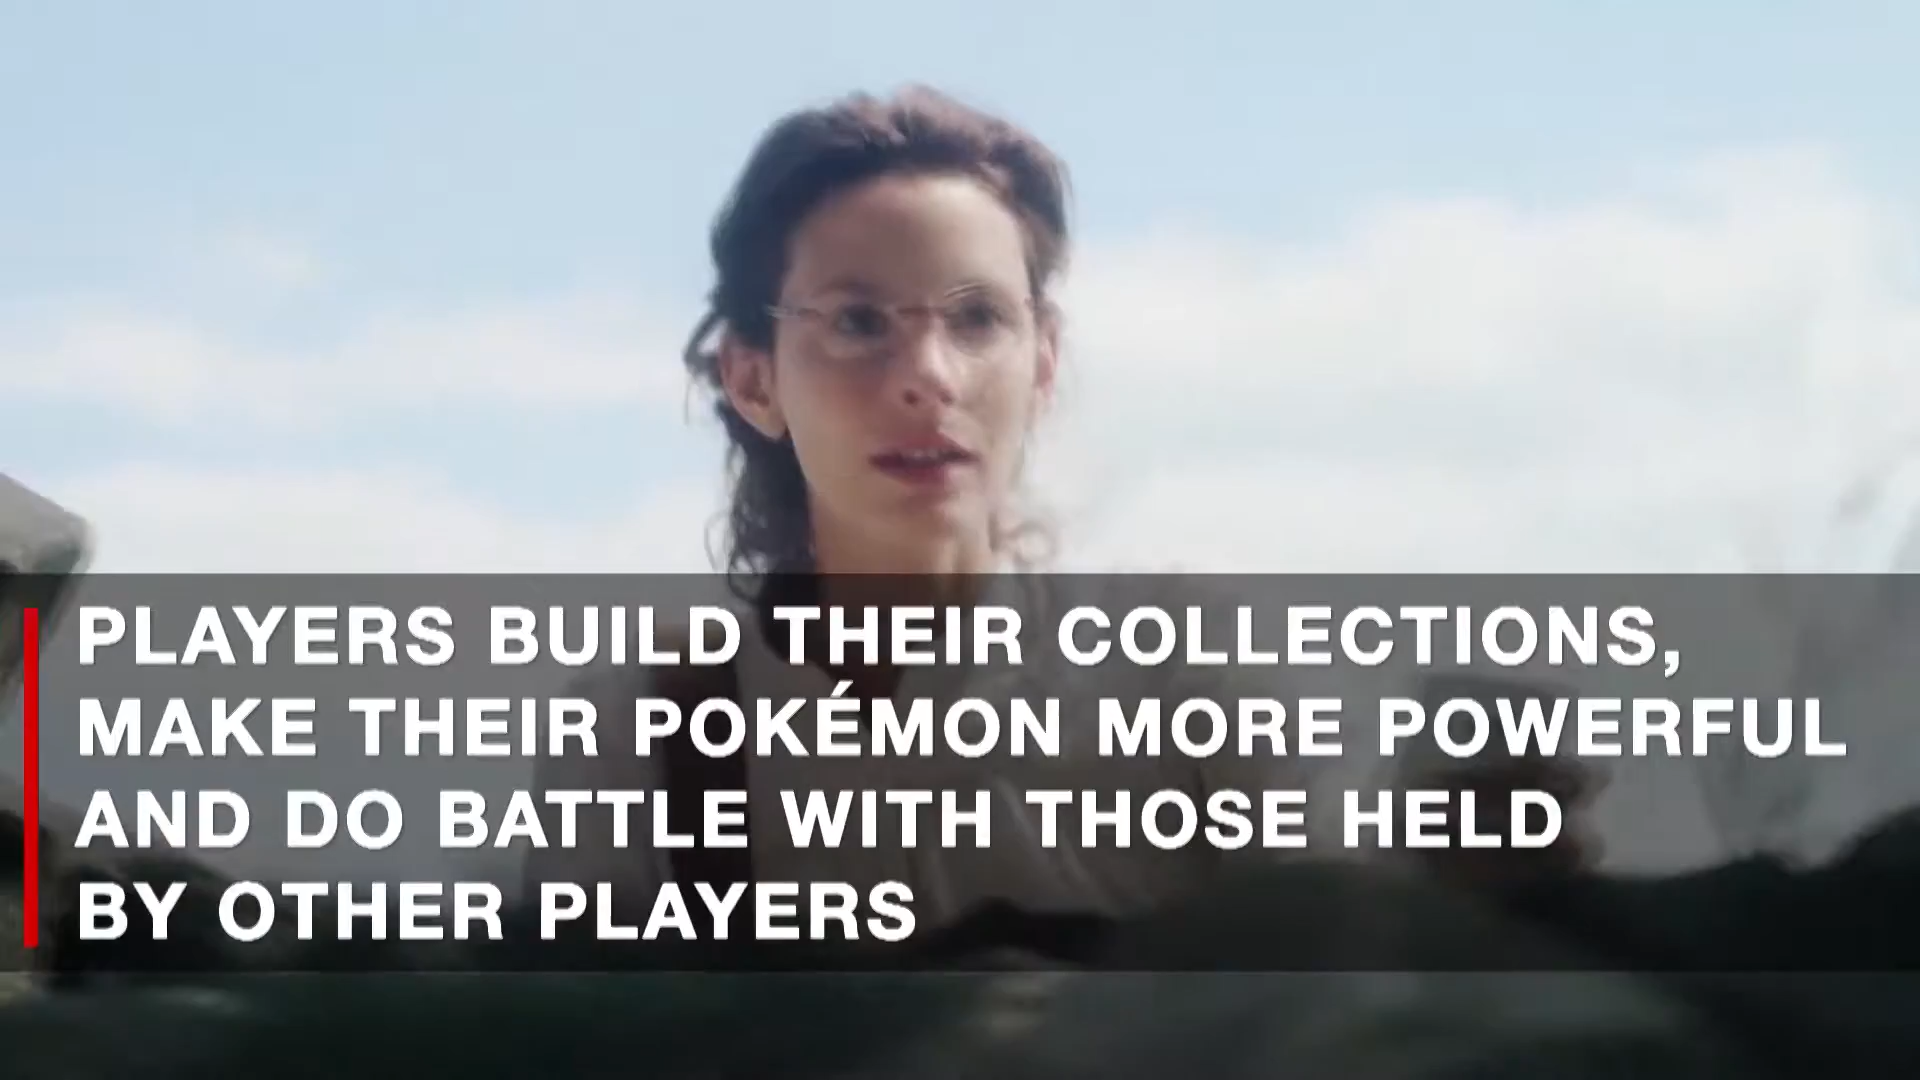 PLAYERS BUILD THEIR COLLECTIONS,
MAKE THEIR POKÉMON MORE POWERFUL
AND DO BATTLE WITH THOSE HELD
BY OTHER PLAYERS